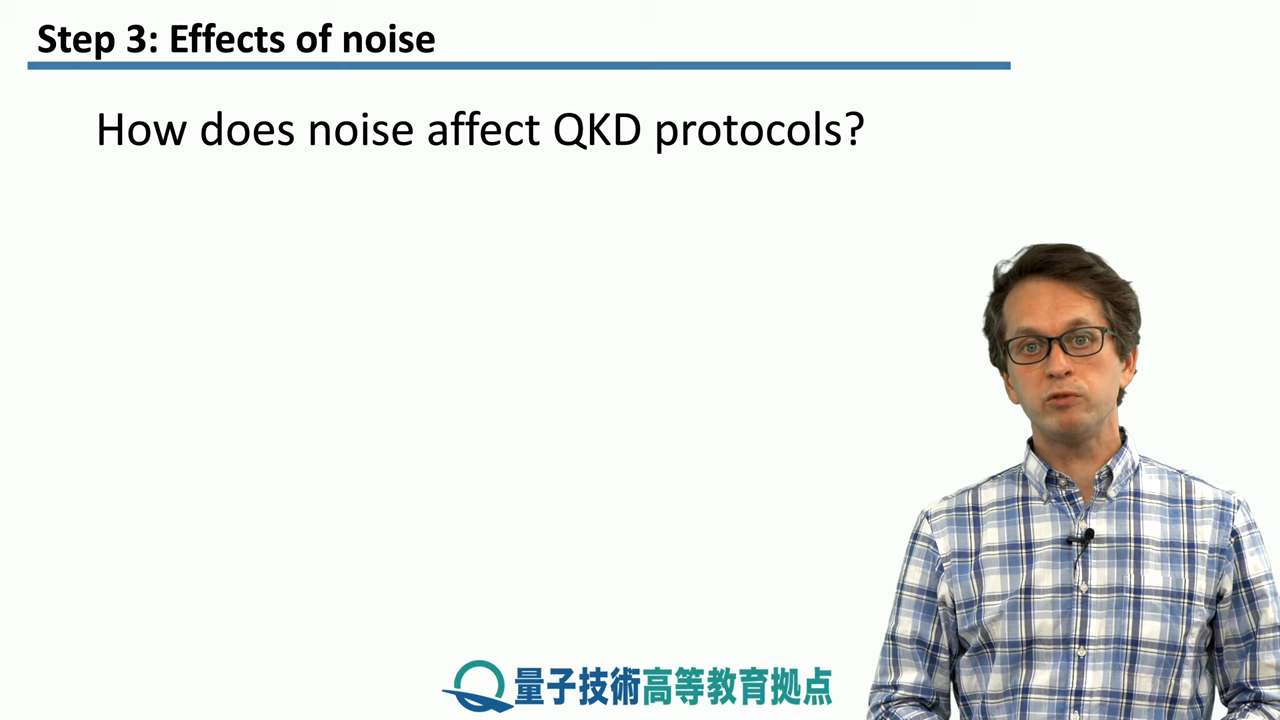 Step 3: Effects of noise
How does noise affect QKD protocols?
量子技術高等教育拠点